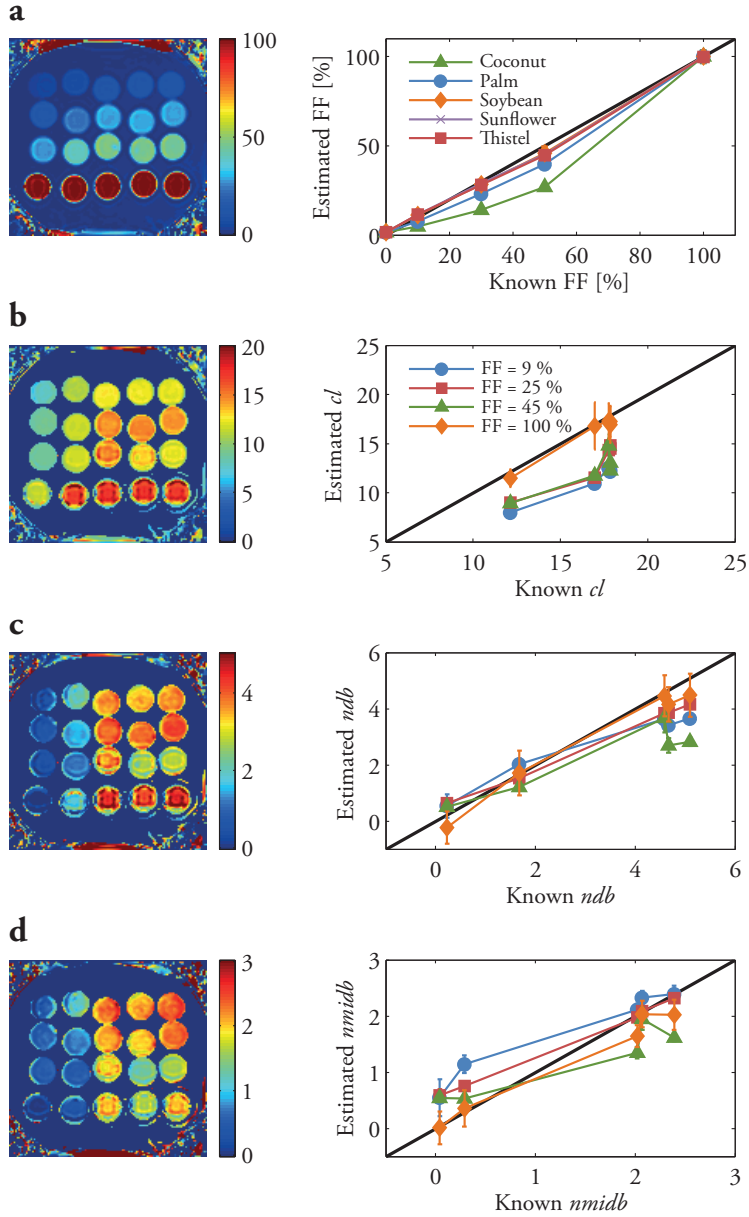 a
100
50
0
100
50
0
Estimated FF [%]
Coconut
Palm
Soybean
Sunflower
Thistel
0 20 40 60 80 100
Known FF [%]
b
20
15
10
5
0
25
20
15
10
5
Estimated cl
FF = 9 %
FF = 25 %
FF = 45 %
FF = 100 %
5 10 15 20 25
Known cl
c
4
2
0
6
4
2
0
Estimated ndb
0 2 4 6
Known ndb
d
3
2
1
0
3
2
1
0
Estimated nmidb
0 1 2 3
Known nmidb